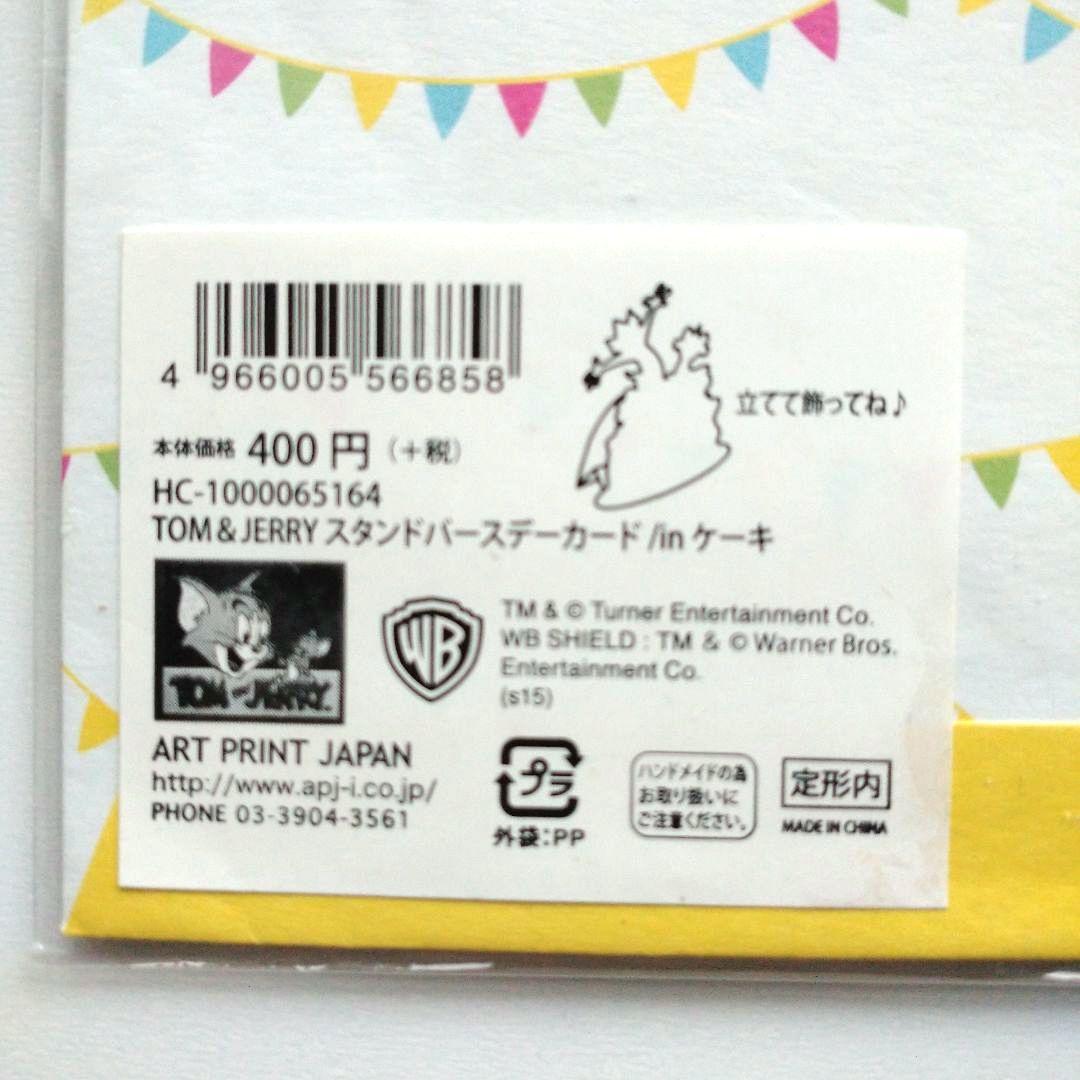 4 966005 566858
立てて飾ってね♪
本体価格 400 円 (+税)
HC-1000065164
TOM&JERRY スタンドバースデーカード /in ケーキ
TOM AND JERRY
WB
TM & © Turner Entertainment Co.
WB SHIELD : TM & © Warner Bros.
Entertainment Co.
(s15)
ART PRINT JAPAN
http://www.apj-i.co.jp/
PHONE 03-3904-3561
プラ
外袋:PP
ハンドメイドの為
お取り扱いに
ご注意ください。
定形内
MADE IN CHINA